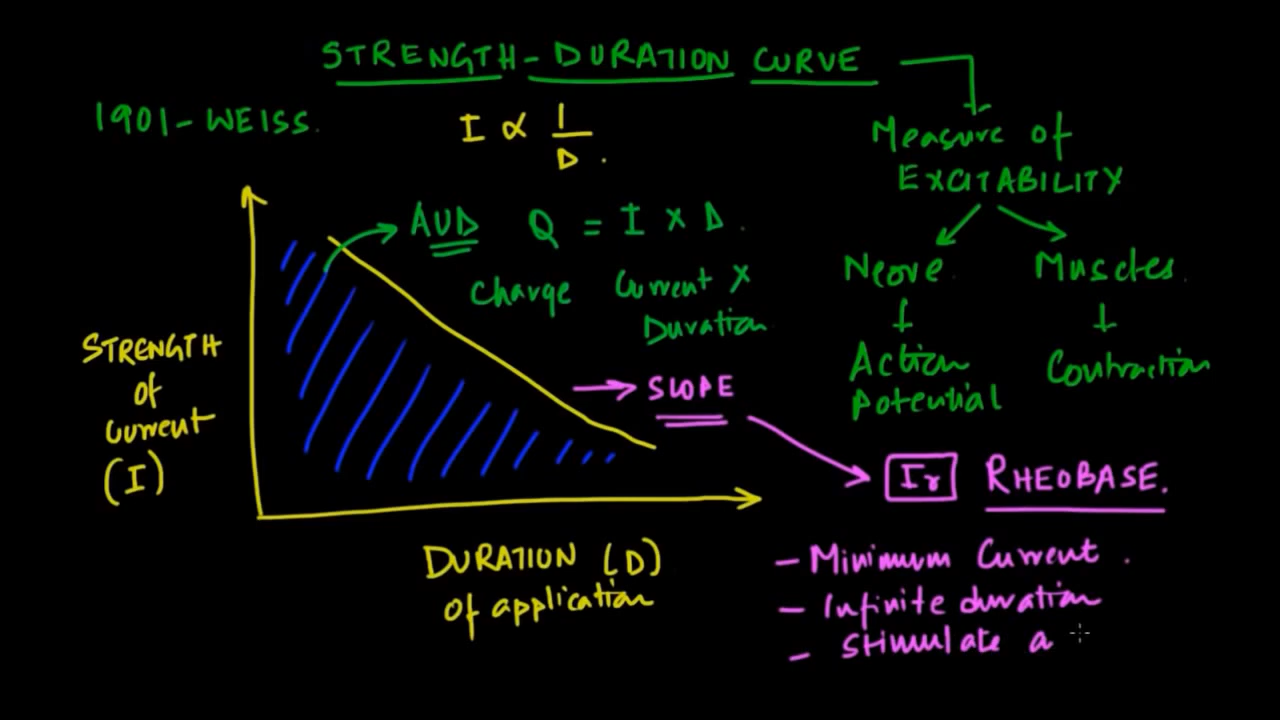 STRENGTH-DURATION CURVE
1901-WEISS.
I ∝ 1/D.
Measure of
EXCITABILITY
AUD Q = I X D.
Charge Current X
Duration
Nerve
Muscles
Action
Potential
Contraction
STRENGTH
of
Current
(I)
SLOPE
Ir RHEOBASE.
DURATION (D)
of application
- Minimum Current.
- Infinite duration
- Stimulate a